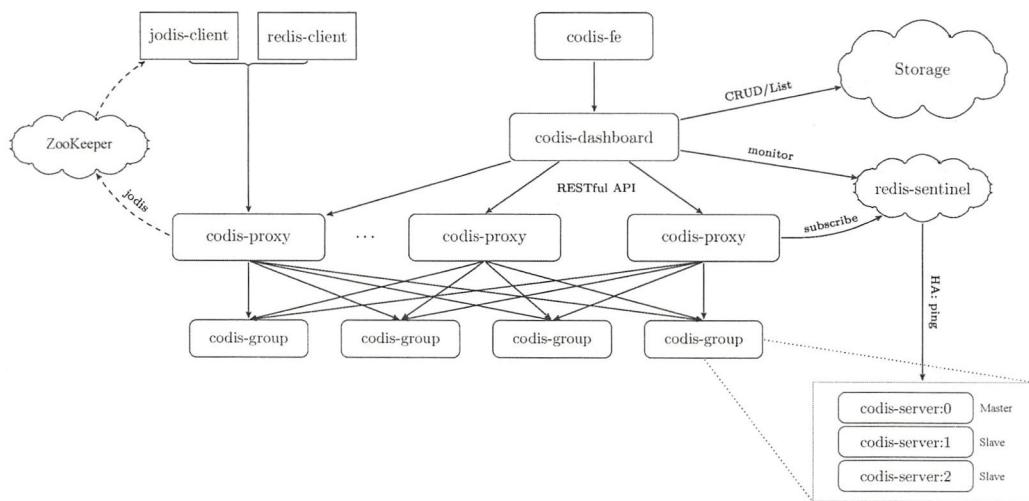 jodis-client
redis-client
codis-fe
Storage
CRUD/List
ZooKeeper
codis-dashboard
monitor
RESTful API
redis-sentinel
jodis
codis-proxy
...
codis-proxy
codis-proxy
subscribe
HA: ping
codis-group
codis-group
codis-group
codis-group
codis-server:0 Master
codis-server:1 Slave
codis-server:2 Slave